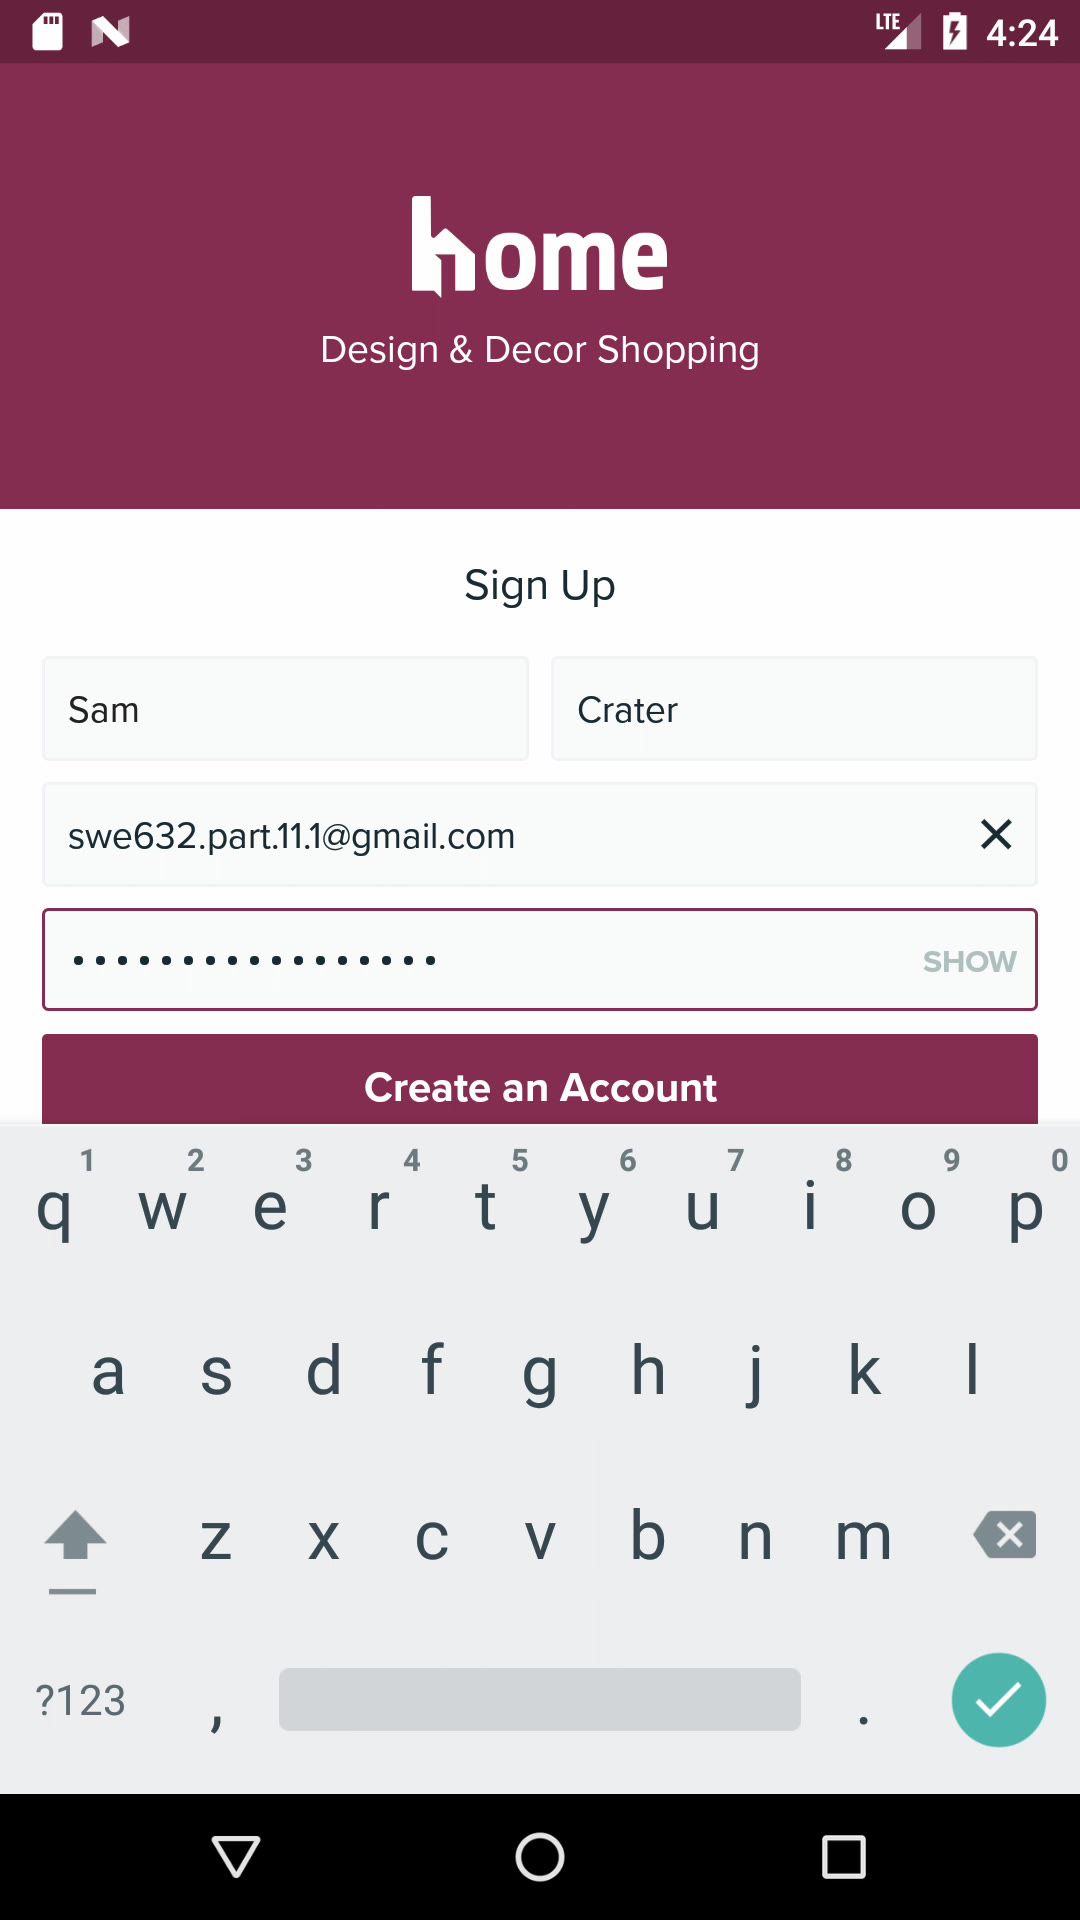 LTE 4:24
home
Design & Decor Shopping
Sign Up
Sam Crater
swe632.part.11.1@gmail.com
••••••••••••••••• SHOW
Create an Account
1 2 3 4 5 6 7 8 9 0
q w e r t y u i o p
a s d f g h j k l
z x c v b n m
?123 , .